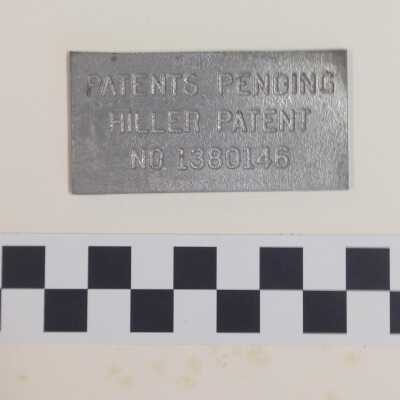 PATENTS PENDING
HILLER PATENT
NO. 1380146